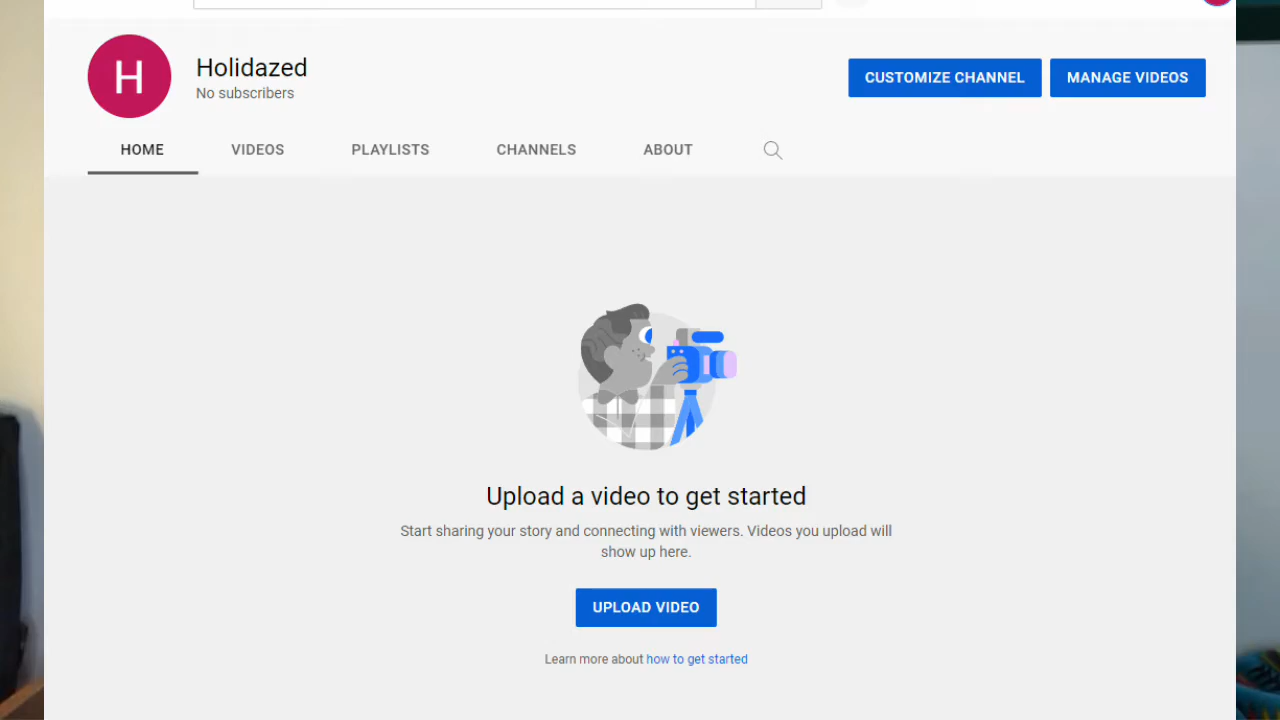 H
Holidazed
No subscribers
CUSTOMIZE CHANNEL
MANAGE VIDEOS
HOME
VIDEOS
PLAYLISTS
CHANNELS
ABOUT
Upload a video to get started
Start sharing your story and connecting with viewers. Videos you upload will
show up here.
UPLOAD VIDEO
Learn more about how to get started